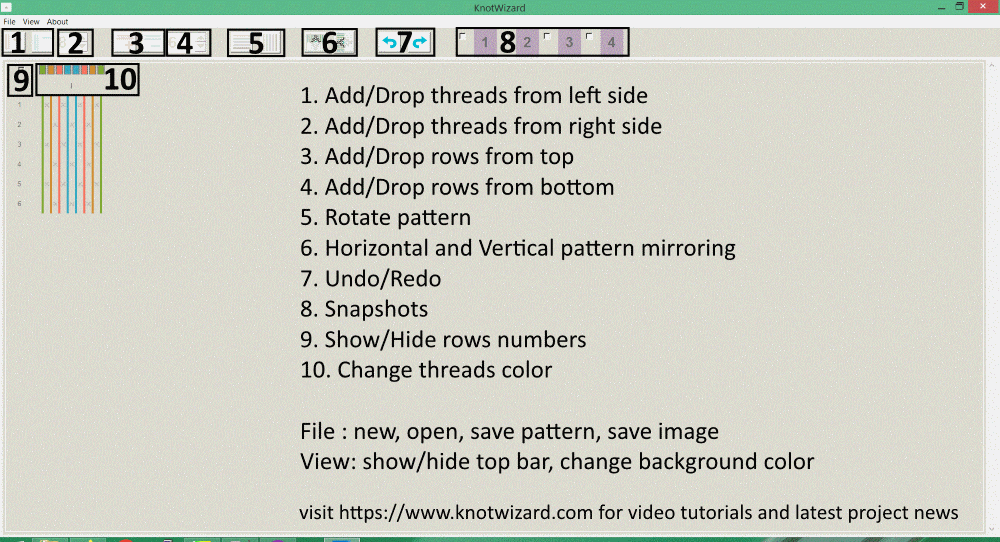 KnotWizard
File View About
1 2 3 4 5 6 7 1 8 2 3 4
9 10
1
2
3
4
5
6
1. Add/Drop threads from left side
2. Add/Drop threads from right side
3. Add/Drop rows from top
4. Add/Drop rows from bottom
5. Rotate pattern
6. Horizontal and Vertical pattern mirroring
7. Undo/Redo
8. Snapshots
9. Show/Hide rows numbers
10. Change threads color
File : new, open, save pattern, save image
View: show/hide top bar, change background color
visit https://www.knotwizard.com for video tutorials and latest project news